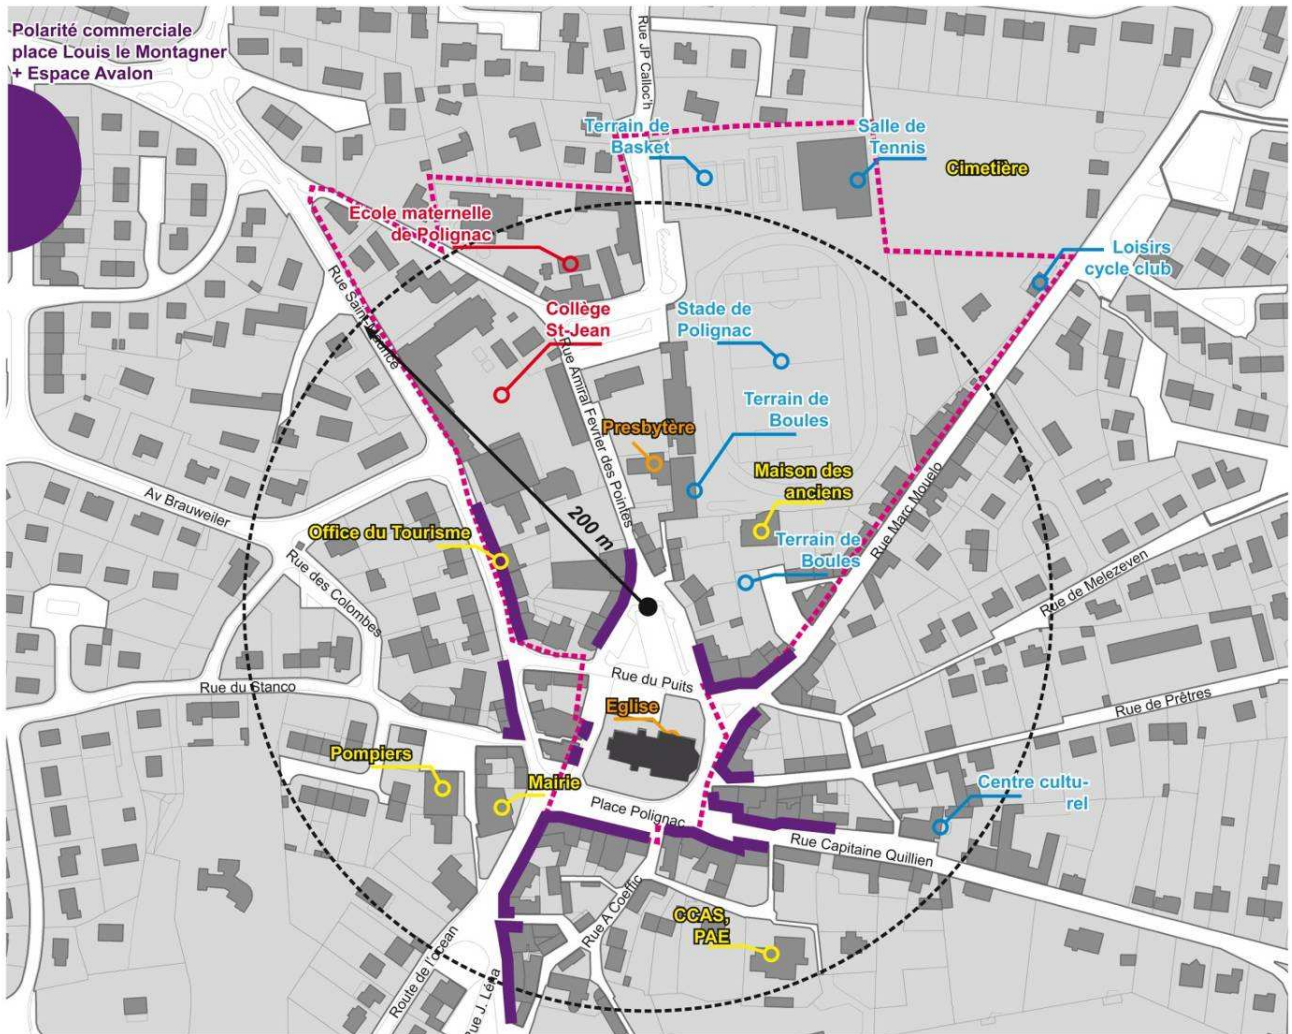 Polarité commerciale
place Louis le Montagner
+ Espace Avalon
Rue JP Calloc'h
Terrain de
Basket
Salle de
Tennis
Cimetière
Ecole maternelle
de Polignac
Loisirs
cycle club
Rue Saint Maurice
Collège
St-Jean
Stade de
Polignac
Rue Amiral Fevrier des Pointes
Terrain de
Boules
Presbytère
Maison des
anciens
Rue Marc Mouelo
Av Brauweiler
200 m
Office du Tourisme
Terrain de
Boules
Rue des Colombes
Rue de Melezeven
Rue du Stanco
Rue du Puits
Rue de Prêtres
Eglise
Pompiers
Mairie
Place Polignac
Centre cultu-
rel
Rue Capitaine Quillien
Rue A Coeffic
CCAS,
PAE
Route de l'ocean
Rue J. Léna